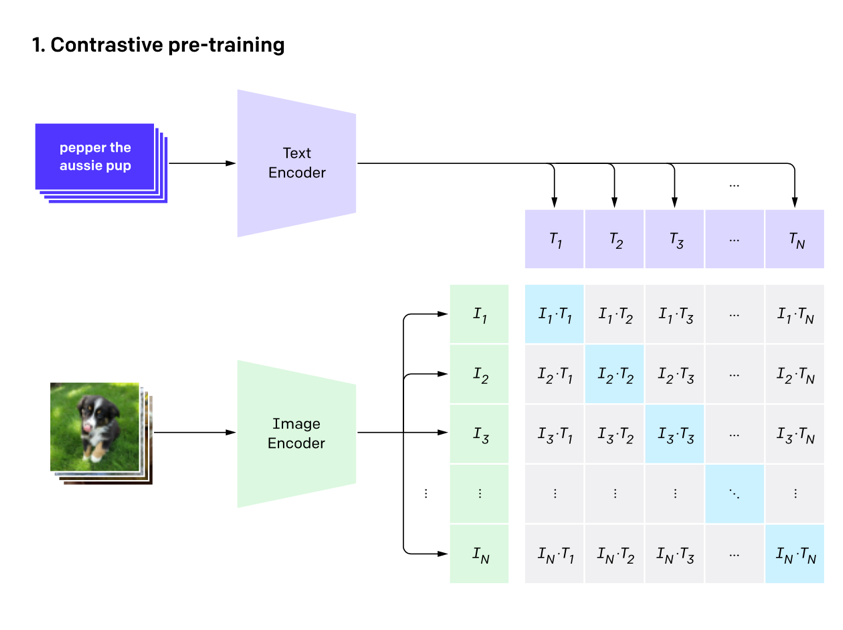 1. Contrastive pre-training
pepper the
aussie pup
Text
Encoder
...
T1 T2 T3 ... TN
I1 I1·T1 I1·T2 I1·T3 ... I1·TN
I2 I2·T1 I2·T2 I2·T3 ... I2·TN
Image
Encoder
I3 I3·T1 I3·T2 I3·T3 ... I3·TN
⋮ ⋮ ⋮ ⋮ ⋮ ⋱ ⋮
IN IN·T1 IN·T2 IN·T3 ... IN·TN